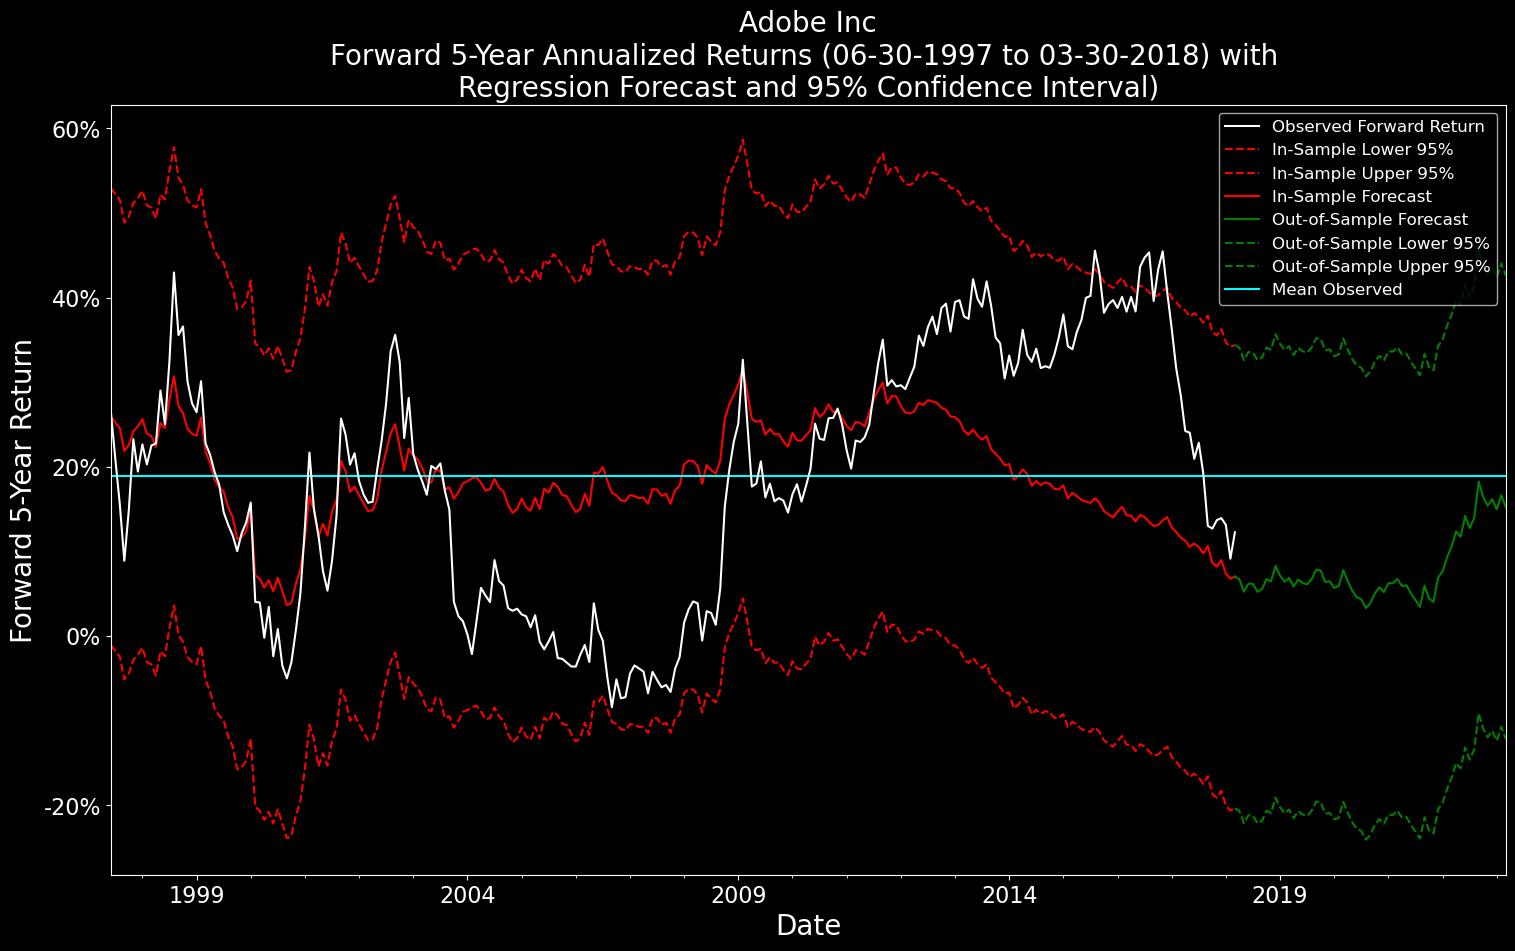 Adobe Inc
Forward 5-Year Annualized Returns (06-30-1997 to 03-30-2018) with
Regression Forecast and 95% Confidence Interval)
Forward 5-Year Return
60%
40%
20%
0%
-20%
Observed Forward Return
In-Sample Lower 95%
In-Sample Upper 95%
In-Sample Forecast
Out-of-Sample Forecast
Out-of-Sample Lower 95%
Out-of-Sample Upper 95%
Mean Observed
1999
2004
2009
2014
2019
Date